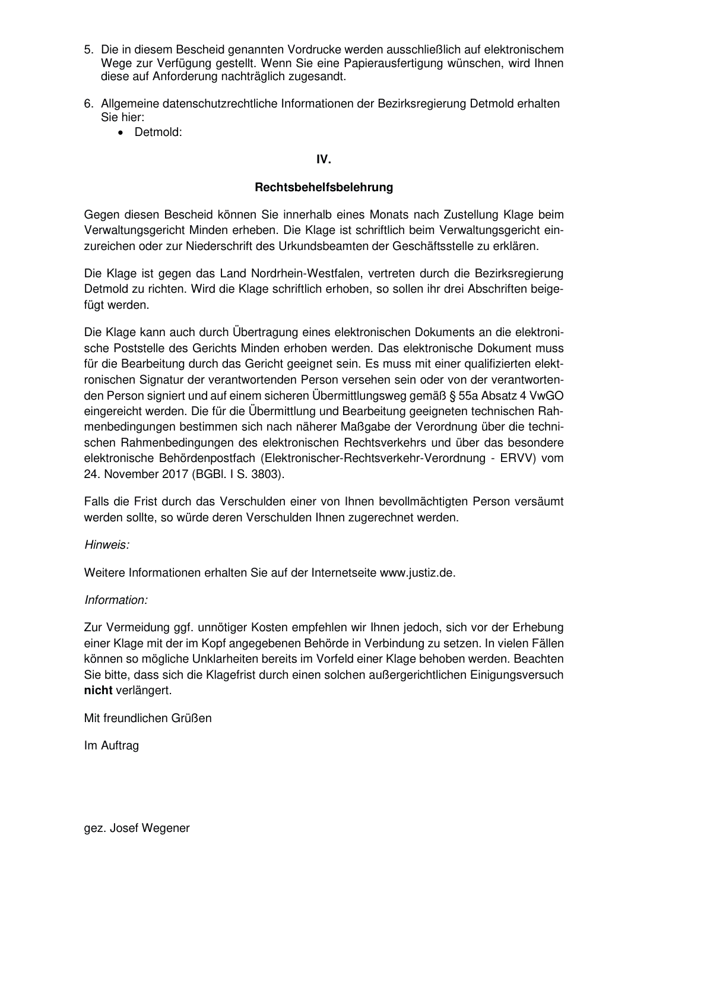 5. Die in diesem Bescheid genannten Vordrucke werden ausschließlich auf elektronischem
Wege zur Verfügung gestellt. Wenn Sie eine Papierausfertigung wünschen, wird Ihnen
diese auf Anforderung nachträglich zugesandt.
6. Allgemeine datenschutzrechtliche Informationen der Bezirksregierung Detmold erhalten
Sie hier:
• Detmold:
IV.
Rechtsbehelfsbelehrung
Gegen diesen Bescheid können Sie innerhalb eines Monats nach Zustellung Klage beim
Verwaltungsgericht Minden erheben. Die Klage ist schriftlich beim Verwaltungsgericht ein-
zureichen oder zur Niederschrift des Urkundsbeamten der Geschäftsstelle zu erklären.
Die Klage ist gegen das Land Nordrhein-Westfalen, vertreten durch die Bezirksregierung
Detmold zu richten. Wird die Klage schriftlich erhoben, so sollen ihr drei Abschriften beige-
fügt werden.
Die Klage kann auch durch Übertragung eines elektronischen Dokuments an die elektroni-
sche Poststelle des Gerichts Minden erhoben werden. Das elektronische Dokument muss
für die Bearbeitung durch das Gericht geeignet sein. Es muss mit einer qualifizierten elekt-
ronischen Signatur der verantwortenden Person versehen sein oder von der verantworten-
den Person signiert und auf einem sicheren Übermittlungsweg gemäß § 55a Absatz 4 VwGO
eingereicht werden. Die für die Übermittlung und Bearbeitung geeigneten technischen Rah-
menbedingungen bestimmen sich nach näherer Maßgabe der Verordnung über die techni-
schen Rahmenbedingungen des elektronischen Rechtsverkehrs und über das besondere
elektronische Behördenpostfach (Elektronischer-Rechtsverkehr-Verordnung - ERVV) vom
24. November 2017 (BGBl. I S. 3803).
Falls die Frist durch das Verschulden einer von Ihnen bevollmächtigten Person versäumt
werden sollte, so würde deren Verschulden Ihnen zugerechnet werden.
Hinweis:
Weitere Informationen erhalten Sie auf der Internetseite www.justiz.de.
Information:
Zur Vermeidung ggf. unnötiger Kosten empfehlen wir Ihnen jedoch, sich vor der Erhebung
einer Klage mit der im Kopf angegebenen Behörde in Verbindung zu setzen. In vielen Fällen
können so mögliche Unklarheiten bereits im Vorfeld einer Klage behoben werden. Beachten
Sie bitte, dass sich die Klagefrist durch einen solchen außergerichtlichen Einigungsversuch
nicht verlängert.
Mit freundlichen Grüßen
Im Auftrag
gez. Josef Wegener